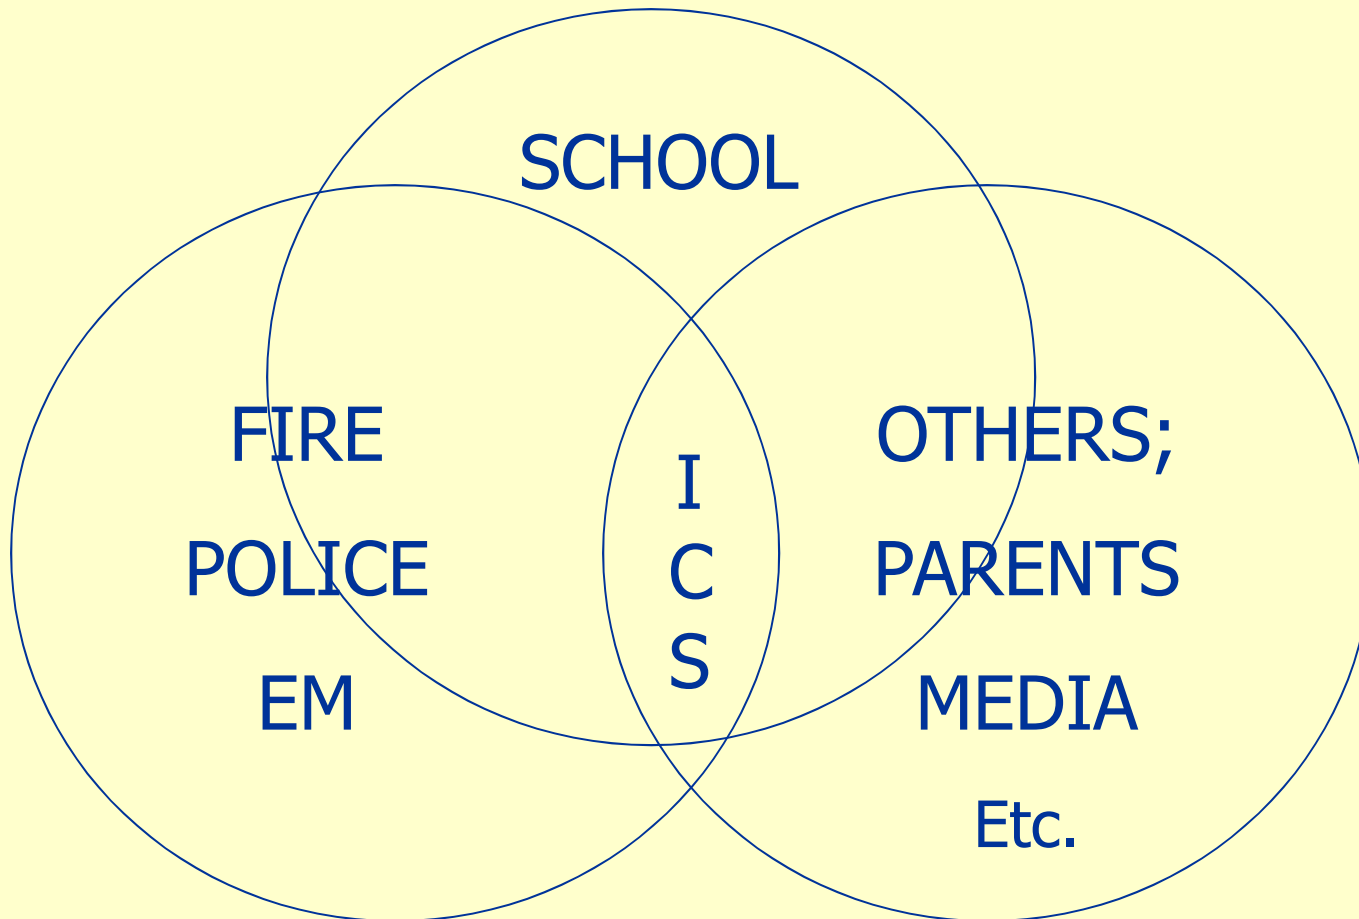 SCHOOL
FIRE
POLICE
EM
I
C
S
OTHERS;
PARENTS
MEDIA
Etc.